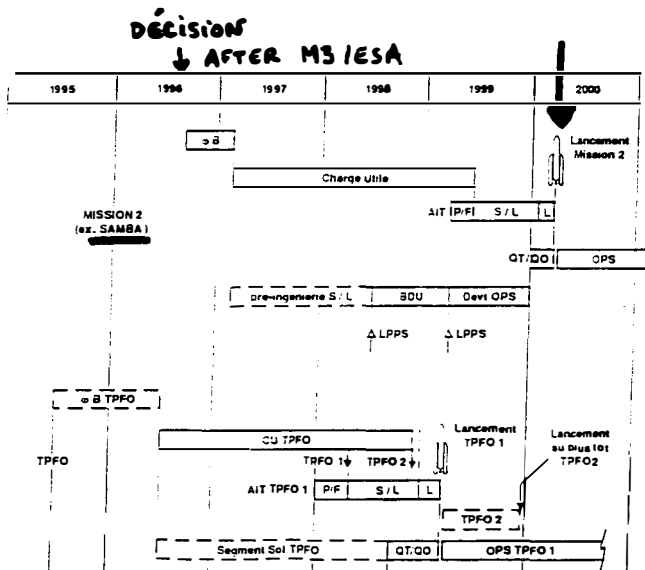 DÉCISION
AFTER M3/ESA
1995 1996 1997 1998 1999 2000
φ B
Lancement
Mission 2
Charge Utile
AIT P/F S / L L
MISSION 2
(ex. SAMBA)
QT/QO OPS
pre-ingenierie S / L BDU Devt OPS
Δ LPPS Δ LPPS
φ B TPFO
Lancement
TPFO 1
Lancement
au plus tot
TPFO2
CU TPFO
TPFO TPFO 1 TPFO 2
AIT TPFO 1 P/F S / L L
TPFO 2
Segment Sol TPFO QT/QO OPS TPFO 1